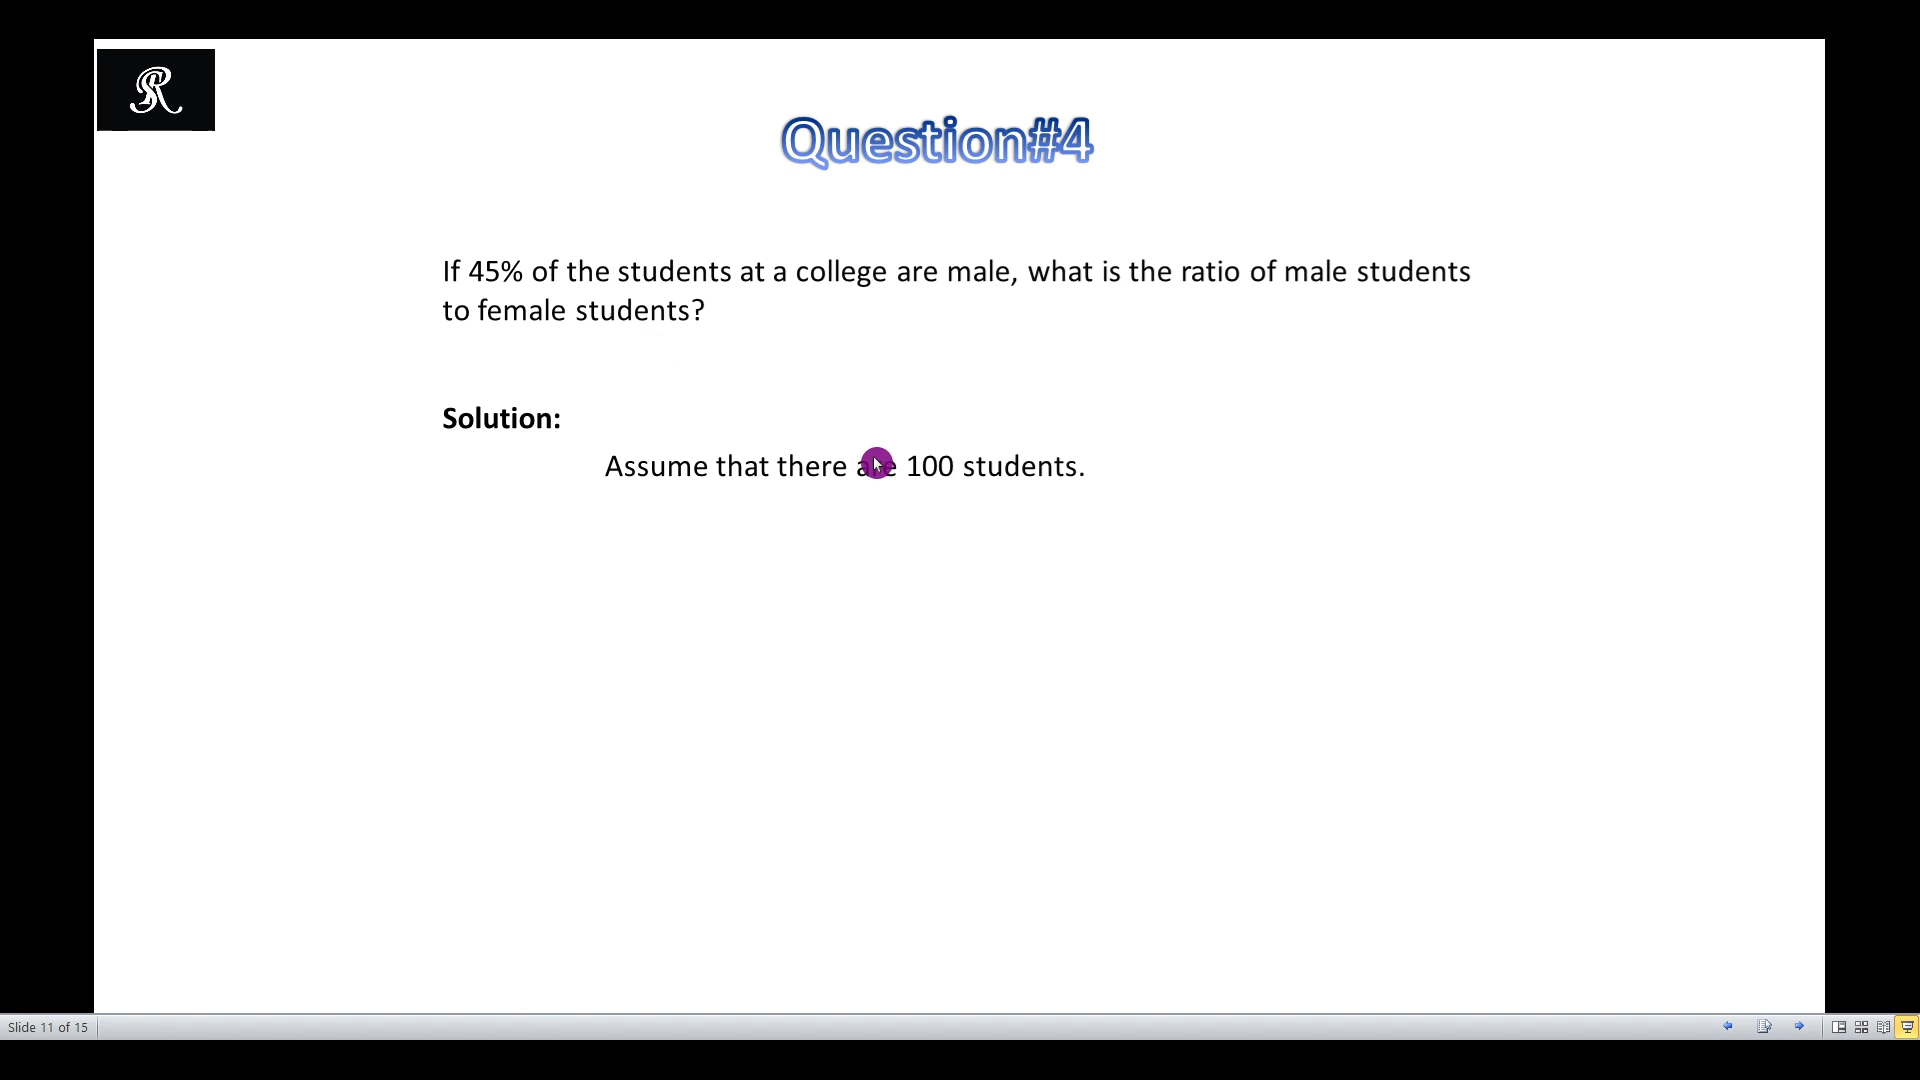 Question#4
If 45% of the students at a college are male, what is the ratio of male students
to female students?
Solution:
Assume that there are 100 students.
Slide 11 of 15